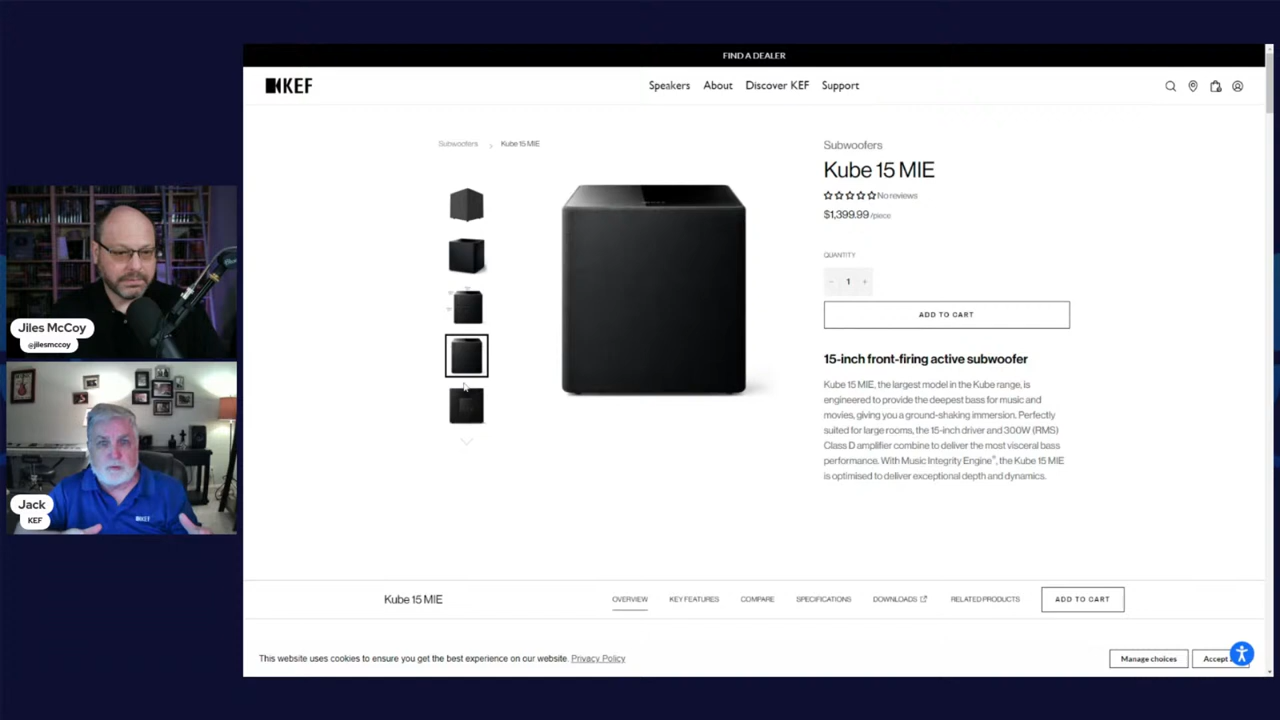 FIND A DEALER
KEF
Speakers About Discover KEF Support
Subwoofers > Kube 15 MIE
Subwoofers
Kube 15 MIE
No reviews
$1,399.99 /piece
QUANTITY
− 1 +
ADD TO CART
15-inch front-firing active subwoofer
Kube 15 MIE, the largest model in the Kube range, is
engineered to provide the deepest bass for music and
movies, giving you a ground-shaking immersion. Perfectly
suited for large rooms, the 15-inch driver and 300W (RMS)
Class D amplifier combine to deliver the most visceral bass
performance. With Music Integrity Engine®, the Kube 15 MIE
is optimised to deliver exceptional depth and dynamics.
Jiles McCoy
@jilesmccoy
Jack
KEF
KEF
Kube 15 MIE
OVERVIEW KEY FEATURES COMPARE SPECIFICATIONS DOWNLOADS RELATED PRODUCTS ADD TO CART
This website uses cookies to ensure you get the best experience on our website. Privacy Policy
Manage choices Accept